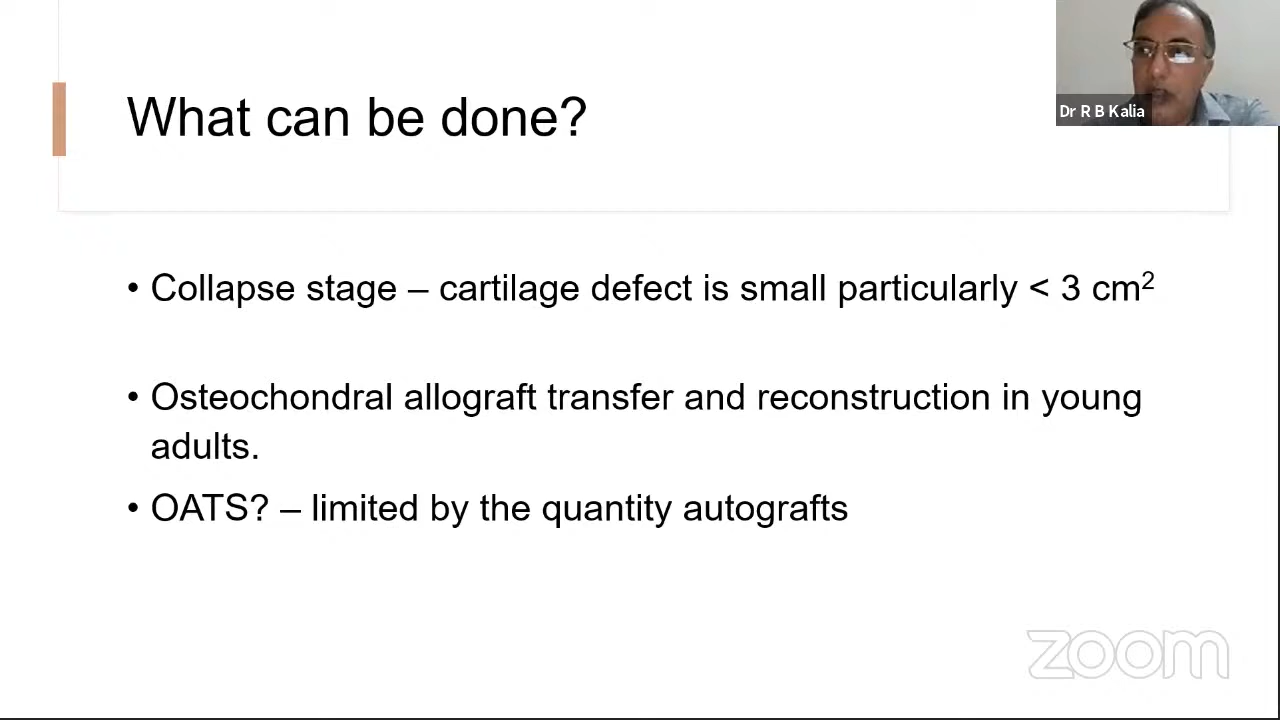 What can be done?
Dr R B Kalia
• Collapse stage – cartilage defect is small particularly < 3 cm²
• Osteochondral allograft transfer and reconstruction in young
adults.
• OATS? – limited by the quantity autografts
zoom